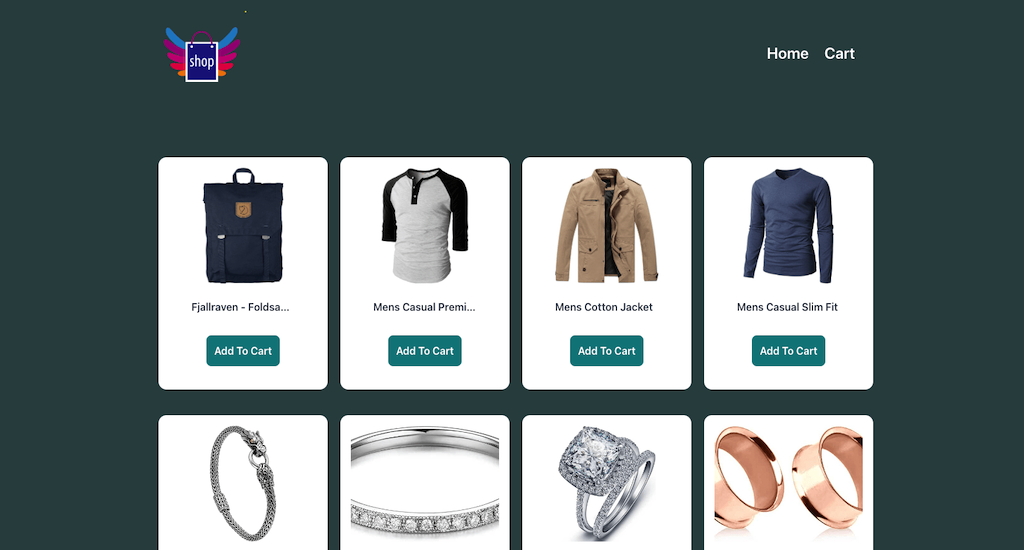 shop
Home
Cart
Fjallraven - Foldsa...
Mens Casual Premi...
Mens Cotton Jacket
Mens Casual Slim Fit
Add To Cart
Add To Cart
Add To Cart
Add To Cart